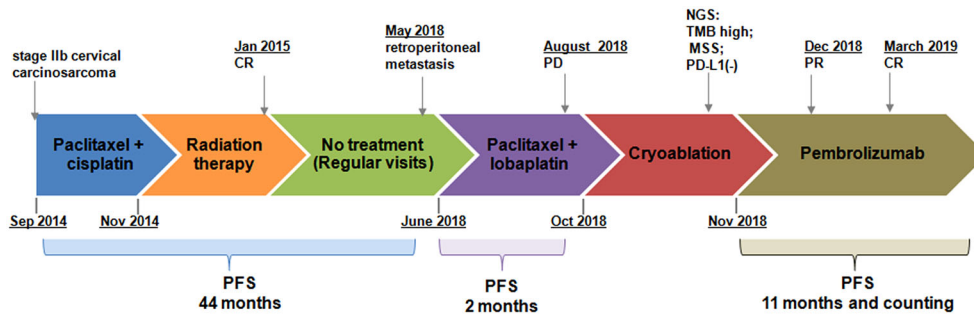 stage IIb cervical
carcinosarcoma
Jan 2015
CR
May 2018
retroperitoneal
metastasis
August  2018
PD
NGS:
TMB high;
MSS;
PD-L1(-)
Dec 2018
PR
March 2019
CR
Paclitaxel +
cisplatin
Radiation
therapy
No treatment
(Regular visits)
Paclitaxel +
lobaplatin
Cryoablation
Pembrolizumab
Sep 2014
Nov 2014
June 2018
Oct 2018
Nov 2018
PFS
44 months
PFS
2 months
PFS
11 months and counting